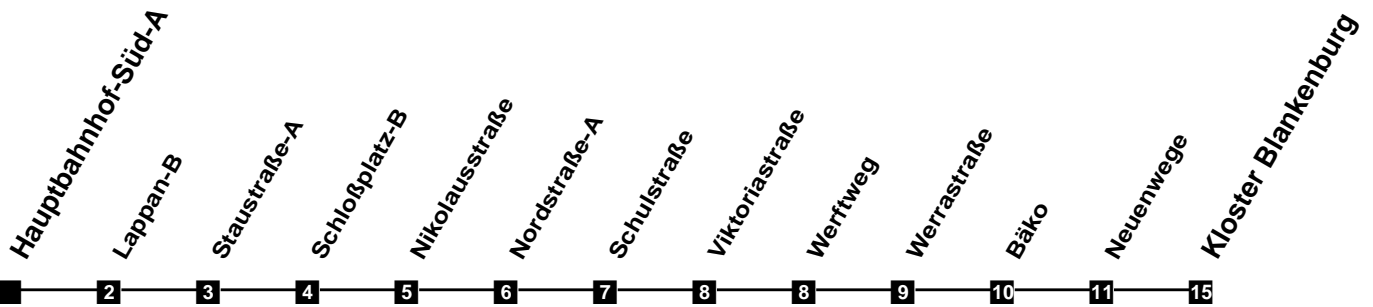 Hauptbahnhof-Süd-A
Lappan-B
Staustraße-A
Schloßplatz-B
Nikolausstraße
Nordstraße-A
Schulstraße
Viktoriastraße
Werftweg
Werrastraße
Bäko
Neuenwege
Kloster Blankenburg
2 3 4 5 6 7 8 8 9 10 11 15